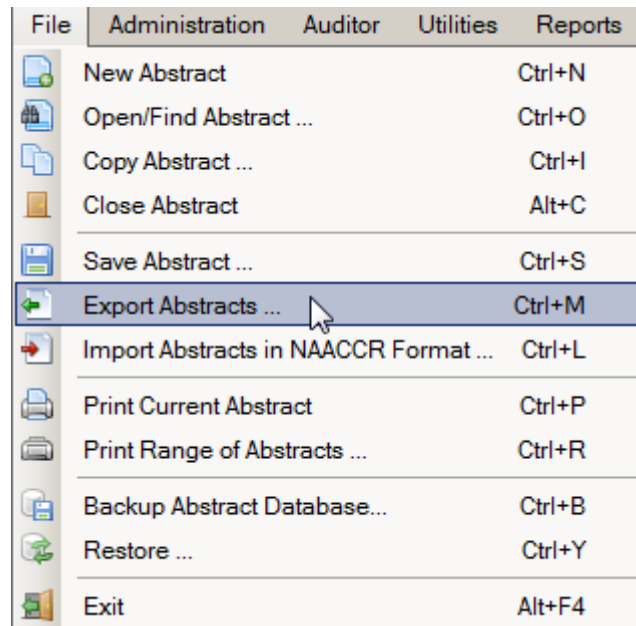 File Administration Auditor Utilities Reports
New Abstract Ctrl+N
Open/Find Abstract ... Ctrl+O
Copy Abstract ... Ctrl+I
Close Abstract Alt+C
Save Abstract ... Ctrl+S
Export Abstracts ... Ctrl+M
Import Abstracts in NAACCR Format ... Ctrl+L
Print Current Abstract Ctrl+P
Print Range of Abstracts ... Ctrl+R
Backup Abstract Database... Ctrl+B
Restore ... Ctrl+Y
Exit Alt+F4